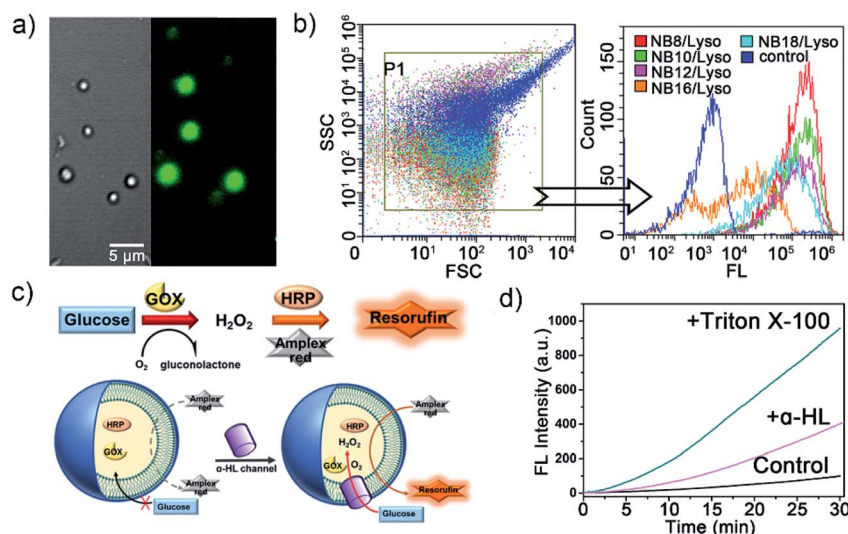 a)
5 μm
b)
SSC
10⁶
10⁵
10⁴
10³
10²
10¹
0
P1
0 10¹ 10² 10³ 10⁴
FSC
Count
150
100
50
0
NB8/Lyso
NB10/Lyso
NB12/Lyso
NB16/Lyso
NB18/Lyso
control
0 10¹ 10² 10³ 10⁴ 10⁵ 10⁶
FL
c)
Glucose
GOX
H₂O₂
HRP
Resorufin
O₂
gluconolactone
Amplex
red
HRP
GOX
Amplex
red
Amplex
red
Glucose
α-HL
channel
HRP
H₂O₂
GOX
O₂
Amplex
red
Resorufin
Glucose
d)
FL Intensity (a.u.)
1000
800
600
400
200
0
+Triton X-100
+α-HL
Control
0 5 10 15 20 25 30
Time (min)